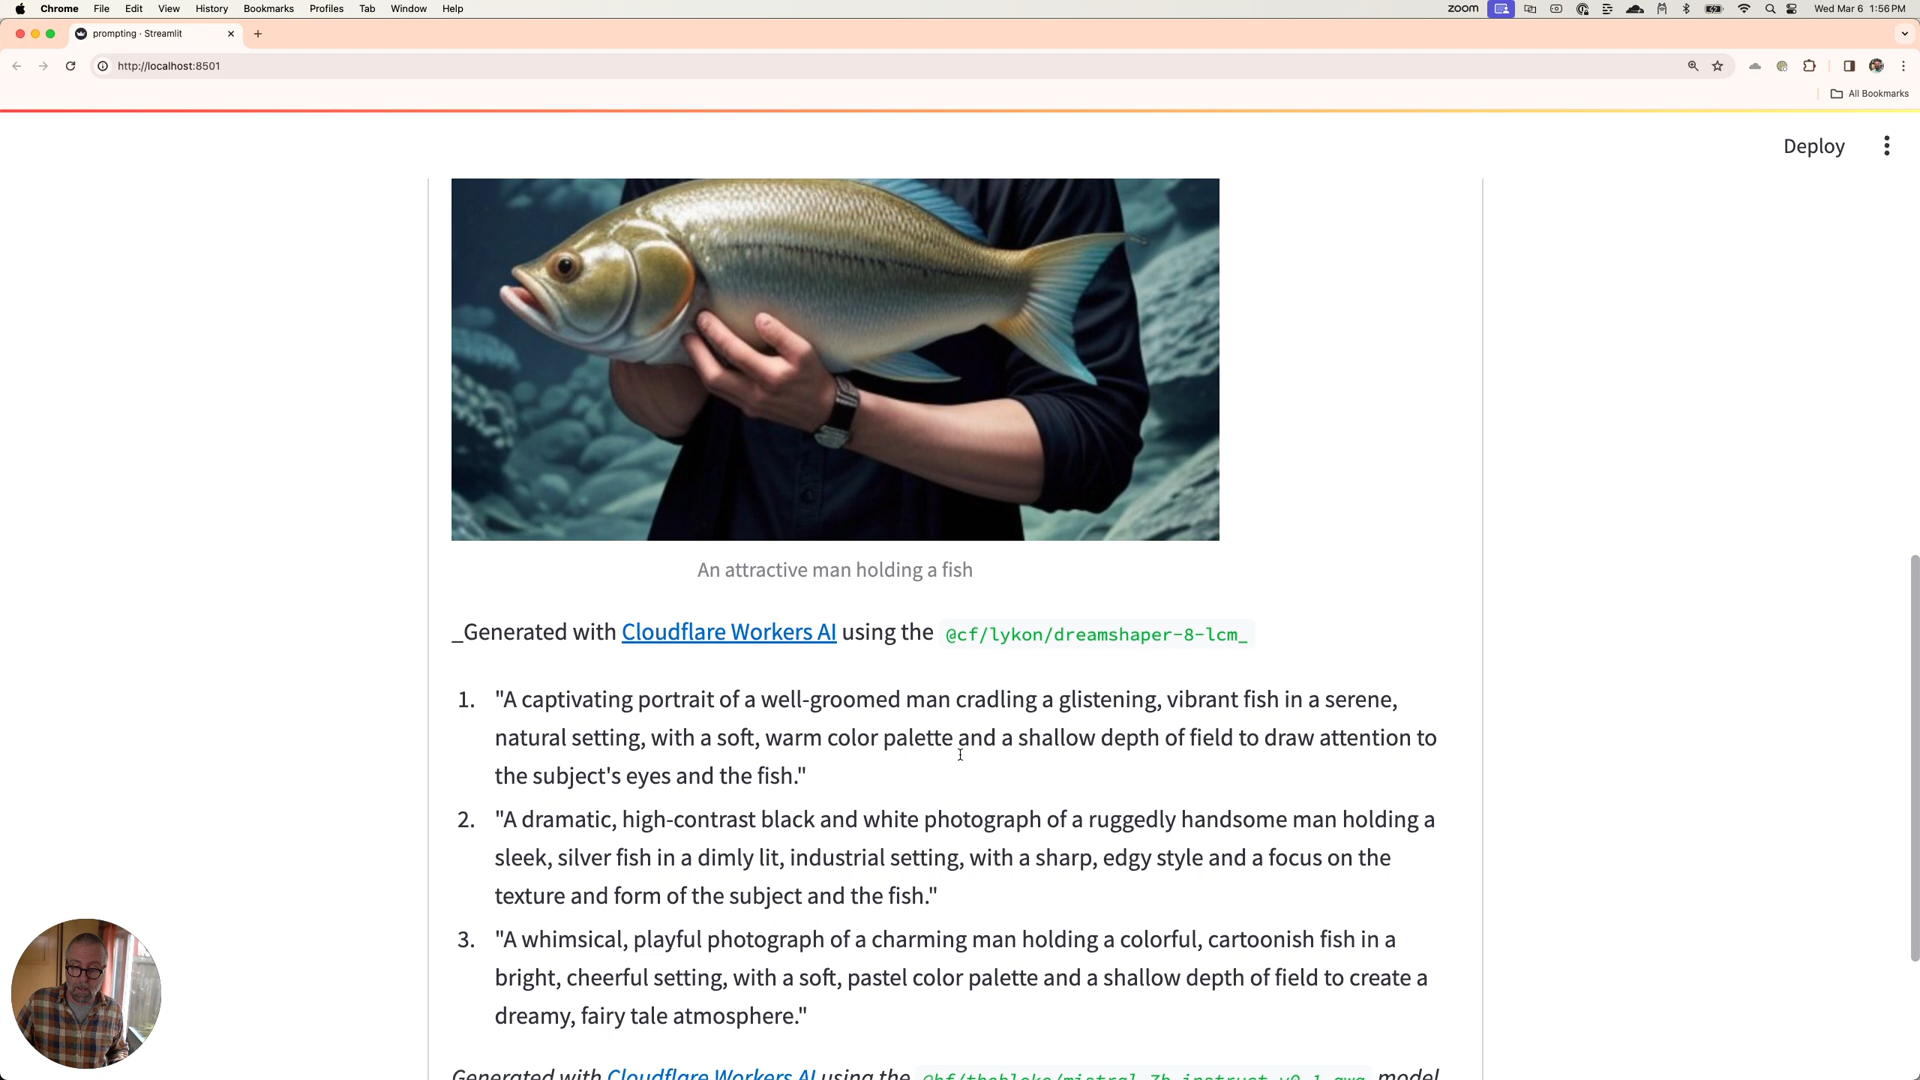 Chrome File Edit View History Bookmarks Profiles Tab Window Help zoom Wed Mar 6 1:56 PM
prompting · Streamlit
http://localhost:8501
All Bookmarks
Deploy
An attractive man holding a fish
_Generated with Cloudflare Workers AI using the @cf/lykon/dreamshaper-8-lcm_
1. "A captivating portrait of a well-groomed man cradling a glistening, vibrant fish in a serene,
natural setting, with a soft, warm color palette and a shallow depth of field to draw attention to
the subject's eyes and the fish."
2. "A dramatic, high-contrast black and white photograph of a ruggedly handsome man holding a
sleek, silver fish in a dimly lit, industrial setting, with a sharp, edgy style and a focus on the
texture and form of the subject and the fish."
3. "A whimsical, playful photograph of a charming man holding a colorful, cartoonish fish in a
bright, cheerful setting, with a soft, pastel color palette and a shallow depth of field to create a
dreamy, fairy tale atmosphere."
Generated with Cloudflare Workers AI using the @hf/thebloke/mistral-7b-instruct-v0.1-awq model